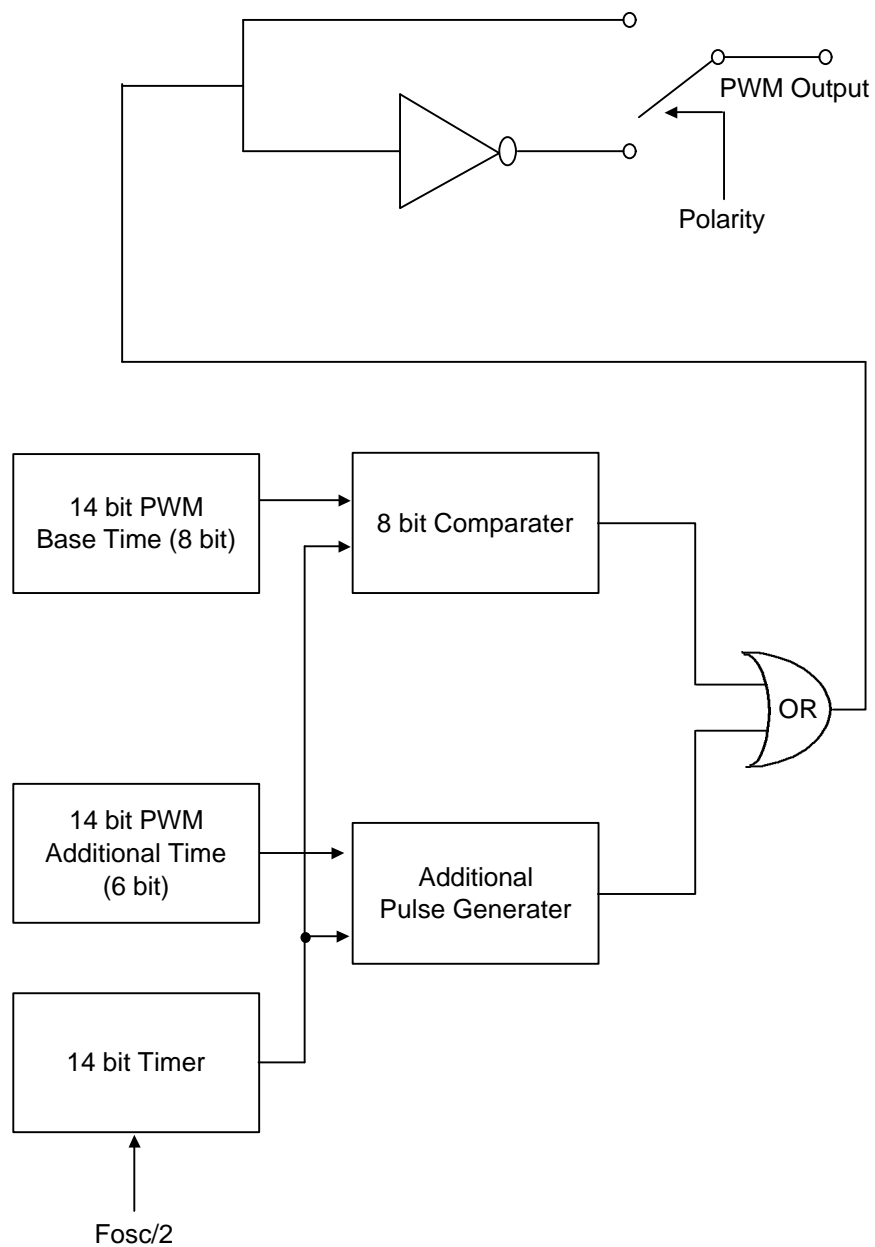 PWM Output
Polarity
14 bit PWM
Base Time (8 bit)
8 bit Comparater
OR
14 bit PWM
Additional Time
(6 bit)
Additional
Pulse Generater
14 bit Timer
Fosc/2